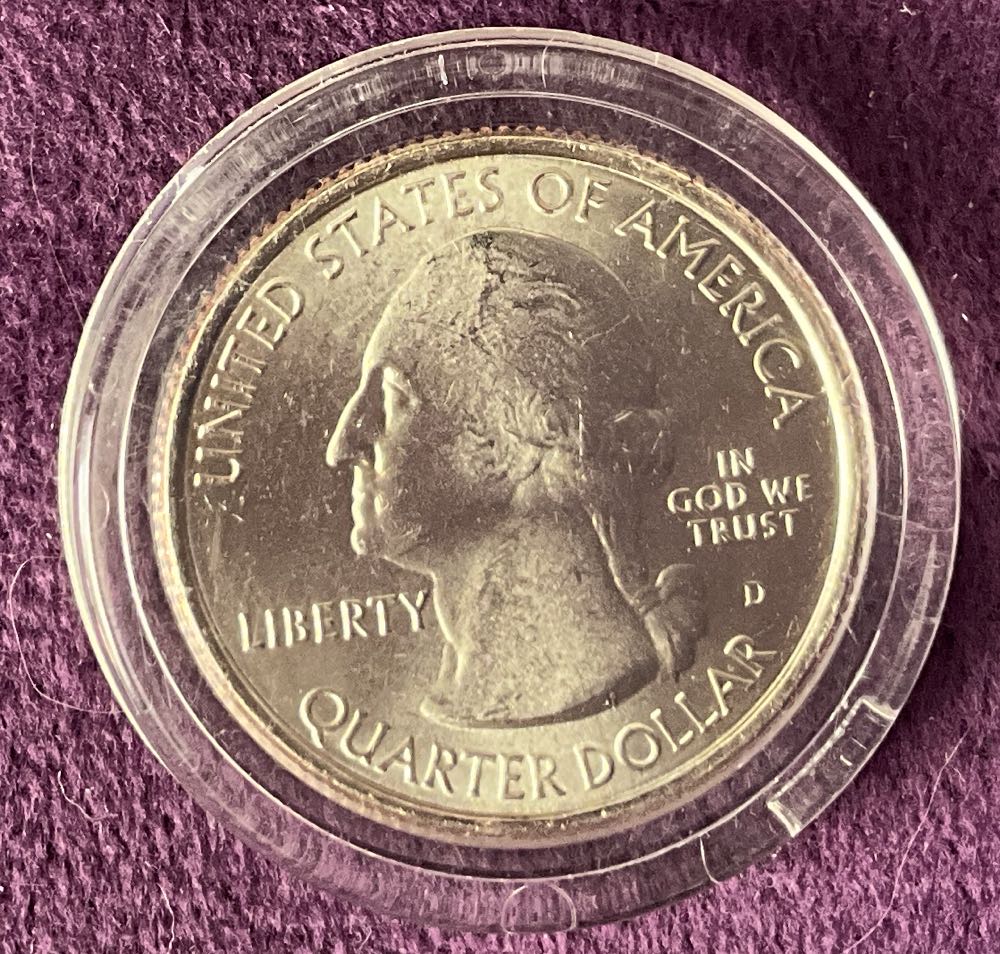 UNITED STATES OF AMERICA
IN
GOD WE
TRUST
D
LIBERTY
QUARTER DOLLAR